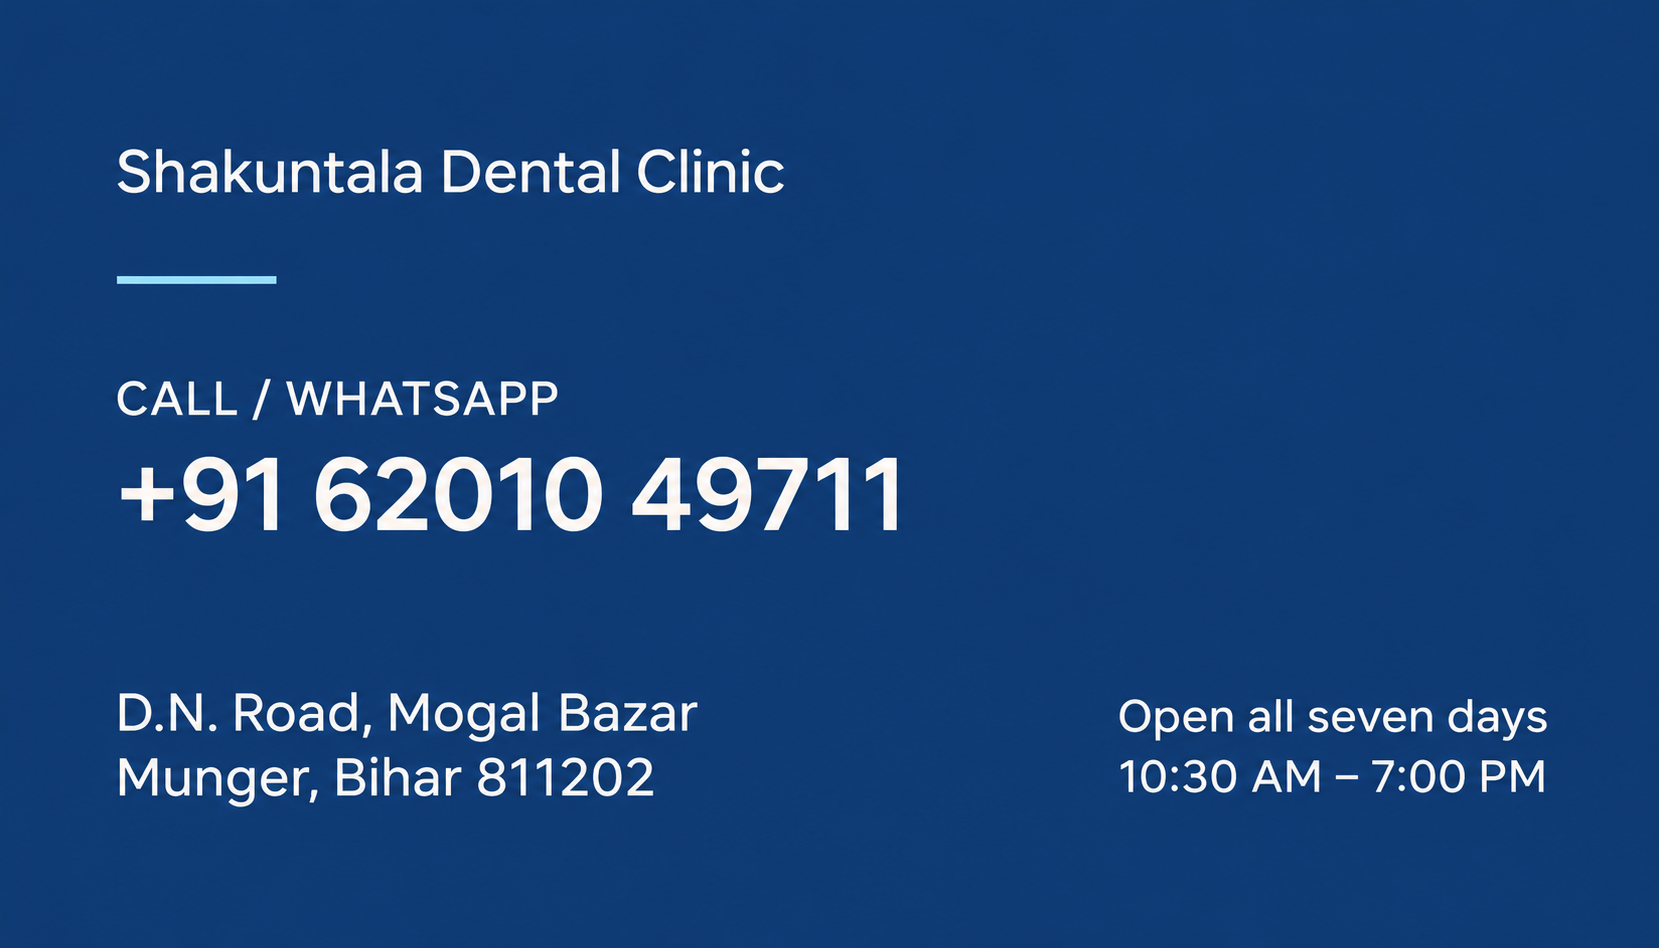 Shakuntala Dental Clinic
CALL / WHATSAPP
+91 62010 49711
D.N. Road, Mogal Bazar
Munger, Bihar 811202
Open all seven days
10:30 AM – 7:00 PM